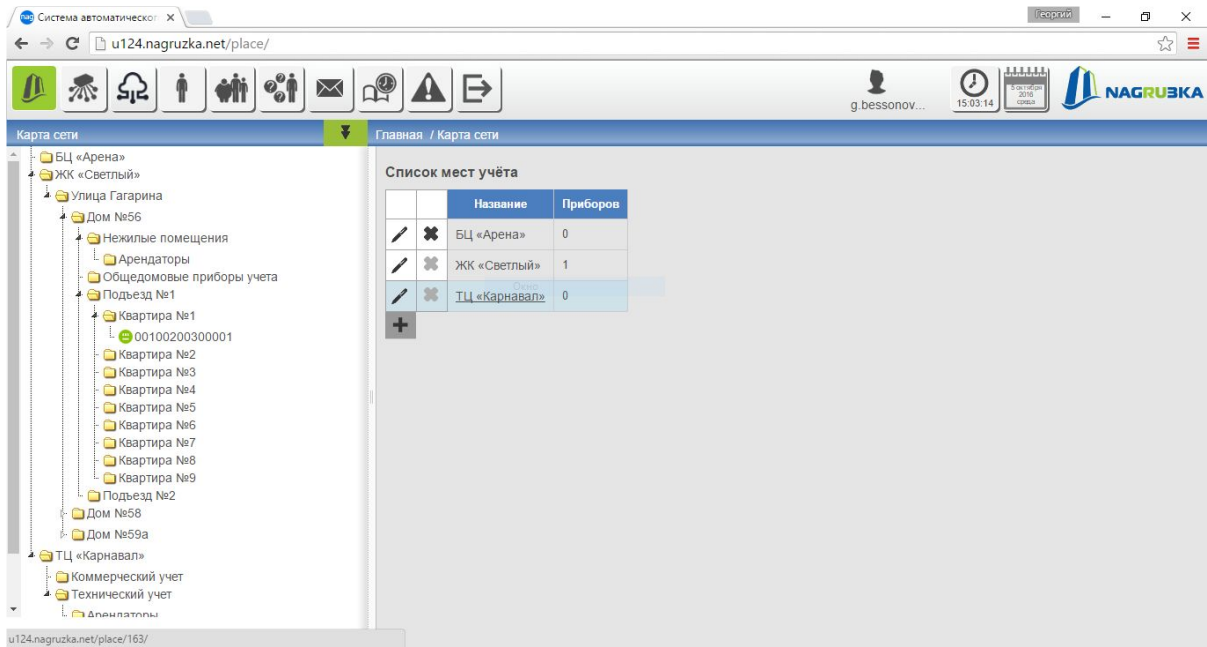 Система автоматическог
Георгий
u124.nagruzka.net/place/
g.bessonov...
15:03:14
5 октября
2016
среда
NAGRUЗKA
Карта сети
Главная / Карта сети
БЦ «Арена»
ЖК «Светлый»
Улица Гагарина
Дом №56
Нежилые помещения
Арендаторы
Общедомовые приборы учета
Подъезд №1
Квартира №1
00100200300001
Квартира №2
Квартира №3
Квартира №4
Квартира №5
Квартира №6
Квартира №7
Квартира №8
Квартира №9
Подъезд №2
Дом №58
Дом №59а
ТЦ «Карнавал»
Коммерческий учет
Технический учет
Арендаторы
Список мест учёта
Название Приборов
БЦ «Арена» 0
ЖК «Светлый» 1
Окно
ТЦ «Карнавал» 0
u124.nagruzka.net/place/163/